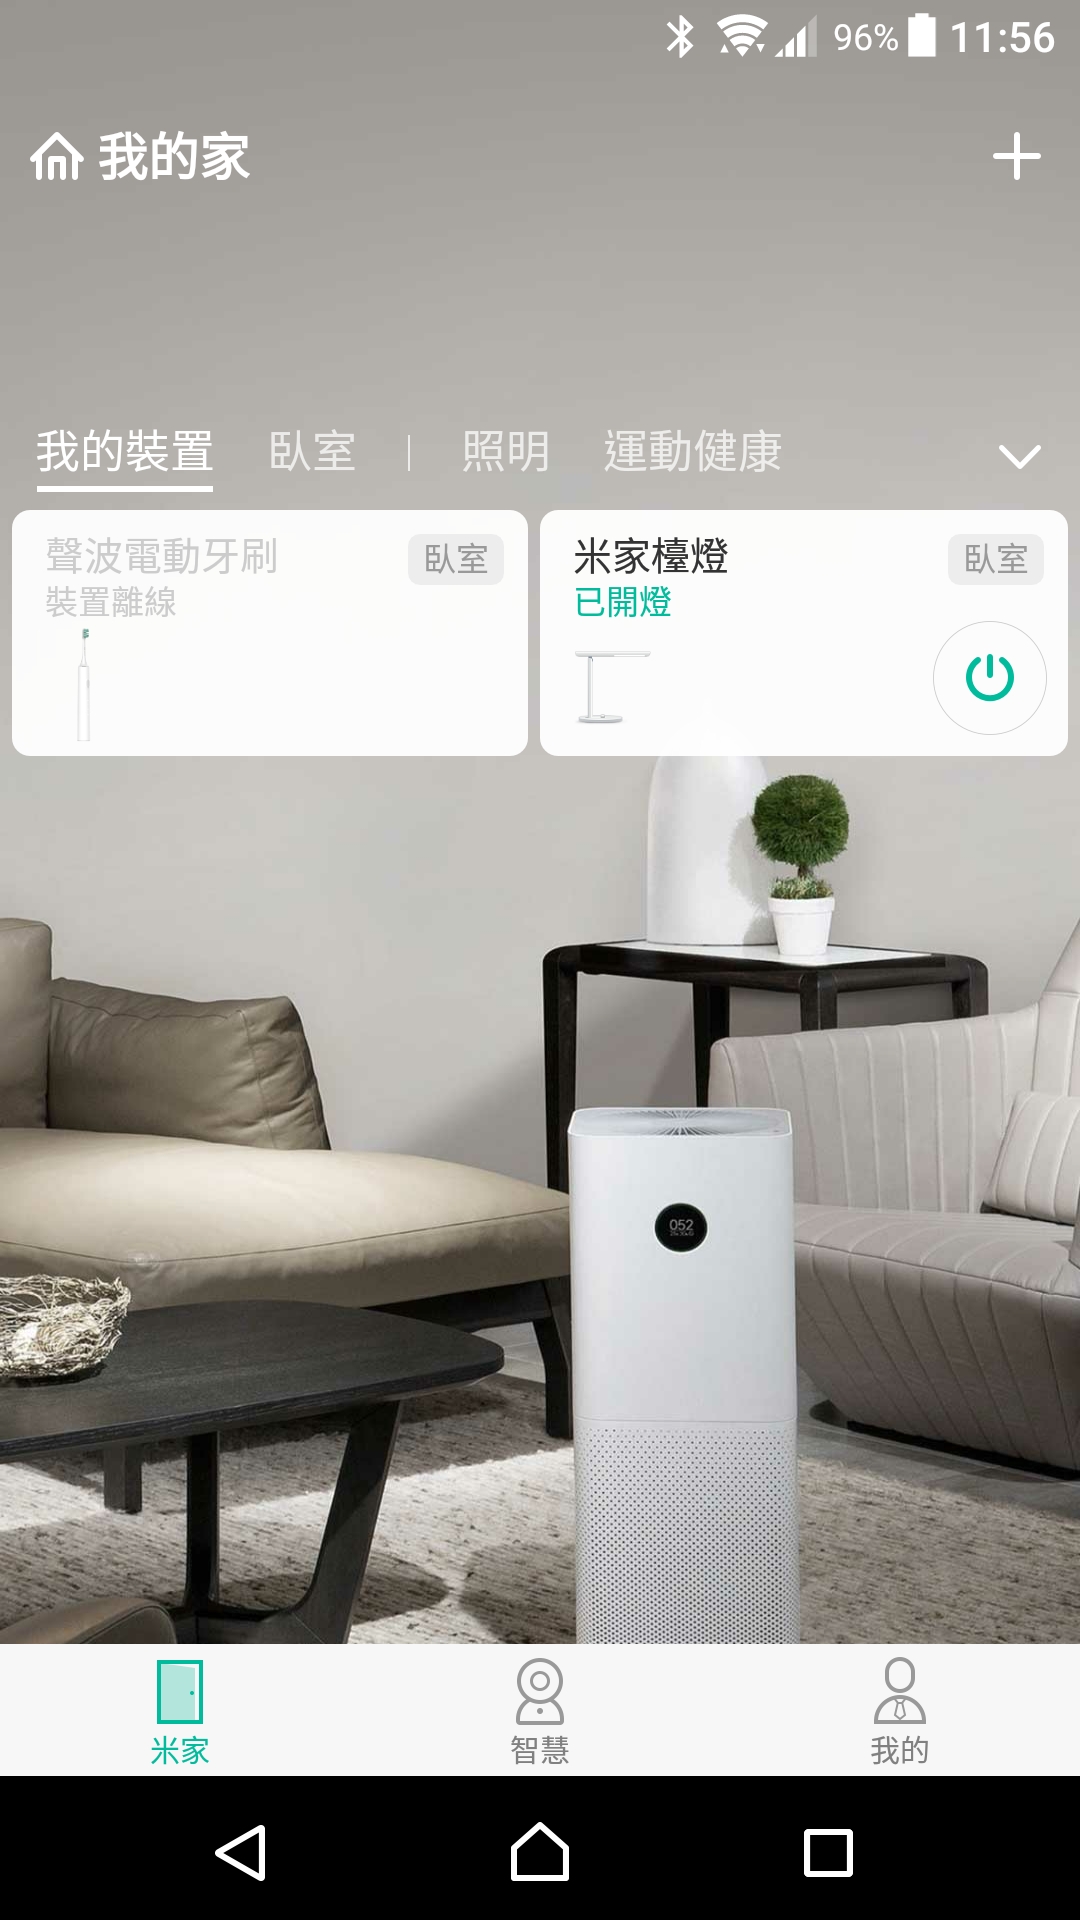 96% 11:56
我的家
我的裝置 臥室 照明 運動健康
聲波電動牙刷 臥室
裝置離線
米家檯燈 臥室
已開燈
052
米家 智慧 我的